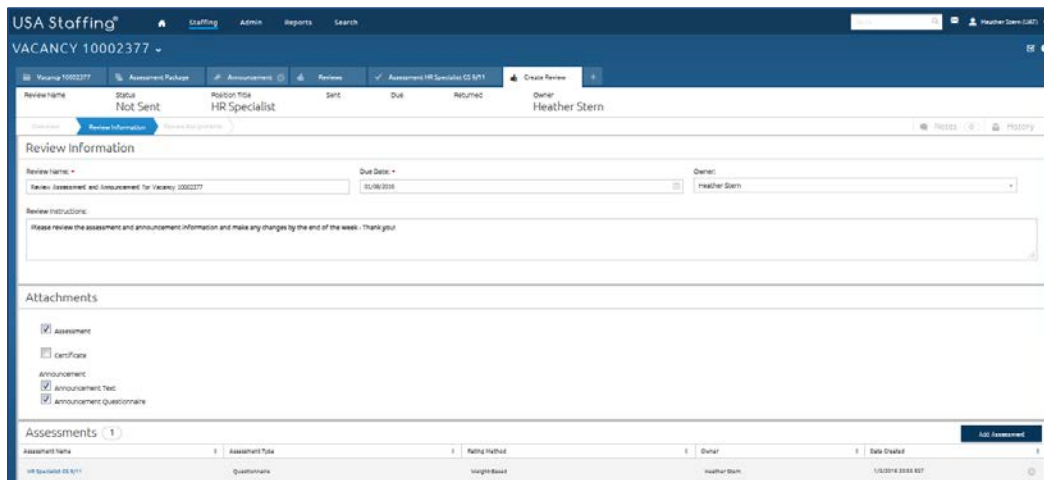 USA Staffing® Staffing Admin Reports Search Heather Stern (UAT)
VACANCY 10002377
Vacancy 10002377 Assessment Package Announcement Reviews Assessment HR Specialist GS 9/11 Create Review +
Review Name Status Position Title Sent Due Returned Owner
Not Sent HR Specialist Heather Stern
Overview Review Information Review Assignments Notes (0) History
Review Information
Review Name: * Due Date: * Owner:
Review Assessment and Announcement for Vacancy 10002377 01/08/2016 Heather Stern
Review Instructions:
Please review the assessment and announcement information and make any changes by the end of the week - Thank you!
Attachments
Assessment
Certificate
Announcement
Announcement Text
Announcement Questionnaire
Assessments 1 Add Assessment
Assessment Name Assessment Type Rating Method Owner Date Created
HR Specialist GS 9/11 Questionnaire Weight-Based Heather Stern